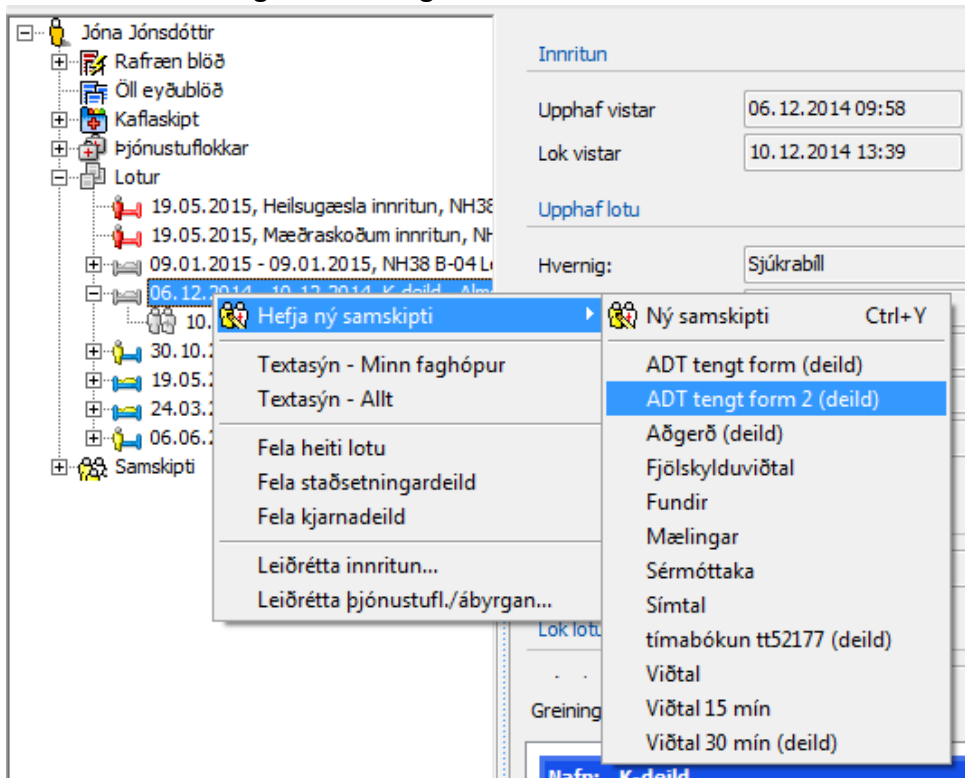 Jóna Jónsdóttir
Rafræn blöð
Öll eyðublöð
Kaflaskipt
Þjónustuflokkar
Lotur
19.05.2015, Heilsugæsla innritun, NH38
19.05.2015, Mæðraskoðum innritun, NH
09.01.2015 - 09.01.2015, NH38 B-04 L
06.12.2014 - 10.12.2014, K-deild - Alm
10.
30.10.2
19.05.2
24.03.2
06.06.2
Samskipti
Innritun
Upphaf vistar 06.12.2014 09:58
Lok vistar 10.12.2014 13:39
Upphaf lotu
Hvernig: Sjúkrabíll
Hefja ný samskipti
Textasýn - Minn faghópur
Textasýn - Allt
Fela heiti lotu
Fela staðsetningardeild
Fela kjarnadeild
Leiðrétta innritun...
Leiðrétta þjónustufl./ábyrgan...
Ný samskipti Ctrl+Y
ADT tengt form (deild)
ADT tengt form 2 (deild)
Aðgerð (deild)
Fjölskylduviðtal
Fundir
Mælingar
Sérmóttaka
Símtal
tímabókun tt52177 (deild)
Viðtal
Viðtal 15 mín
Viðtal 30 mín (deild)
Lok lotu
Greining
Nafn: K-deild